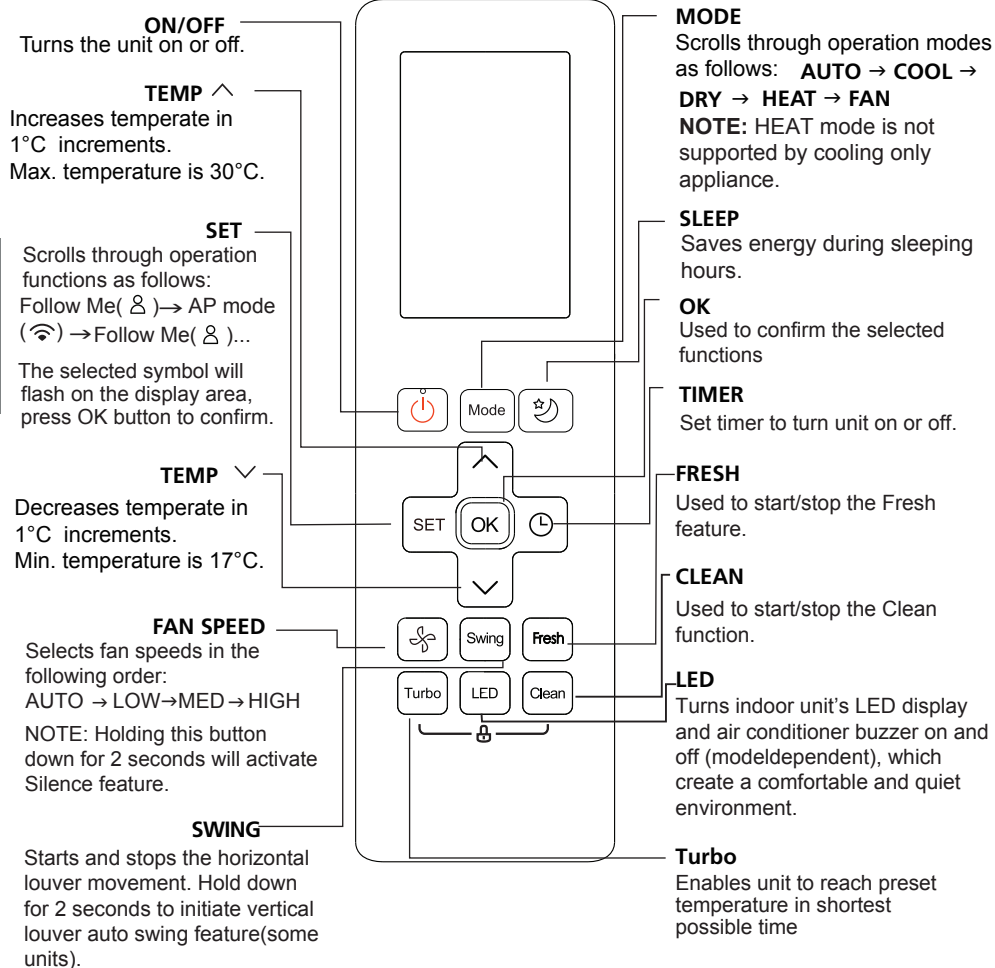 ON/OFF
Turns the unit on or off.
TEMP ︿
Increases temperate in
1°C increments.
Max. temperature is 30°C.
SET
Scrolls through operation
functions as follows:
Follow Me( )→ AP mode
( ) →Follow Me( )...
The selected symbol will
flash on the display area,
press OK button to confirm.
TEMP ﹀
Decreases temperate in
1°C increments.
Min. temperature is 17°C.
FAN SPEED
Selects fan speeds in the
following order:
AUTO →LOW→MED→HIGH
NOTE: Holding this button
down for 2 seconds will activate
Silence feature.
SWING
Starts and stops the horizontal
louver movement. Hold down
for 2 seconds to initiate vertical
louver auto swing feature(some
units).
Mode
SET
OK
Swing
Fresh
Turbo
LED
Clean
MODE
Scrolls through operation modes
as follows: AUTO → COOL →
DRY → HEAT → FAN
NOTE: HEAT mode is not
supported by cooling only
appliance.
SLEEP
Saves energy during sleeping
hours.
OK
Used to confirm the selected
functions
TIMER
Set timer to turn unit on or off.
FRESH
Used to start/stop the Fresh
feature.
CLEAN
Used to start/stop the Clean
function.
LED
Turns indoor unit's LED display
and air conditioner buzzer on and
off (modeldependent), which
create a comfortable and quiet
environment.
Turbo
Enables unit to reach preset
temperature in shortest
possible time